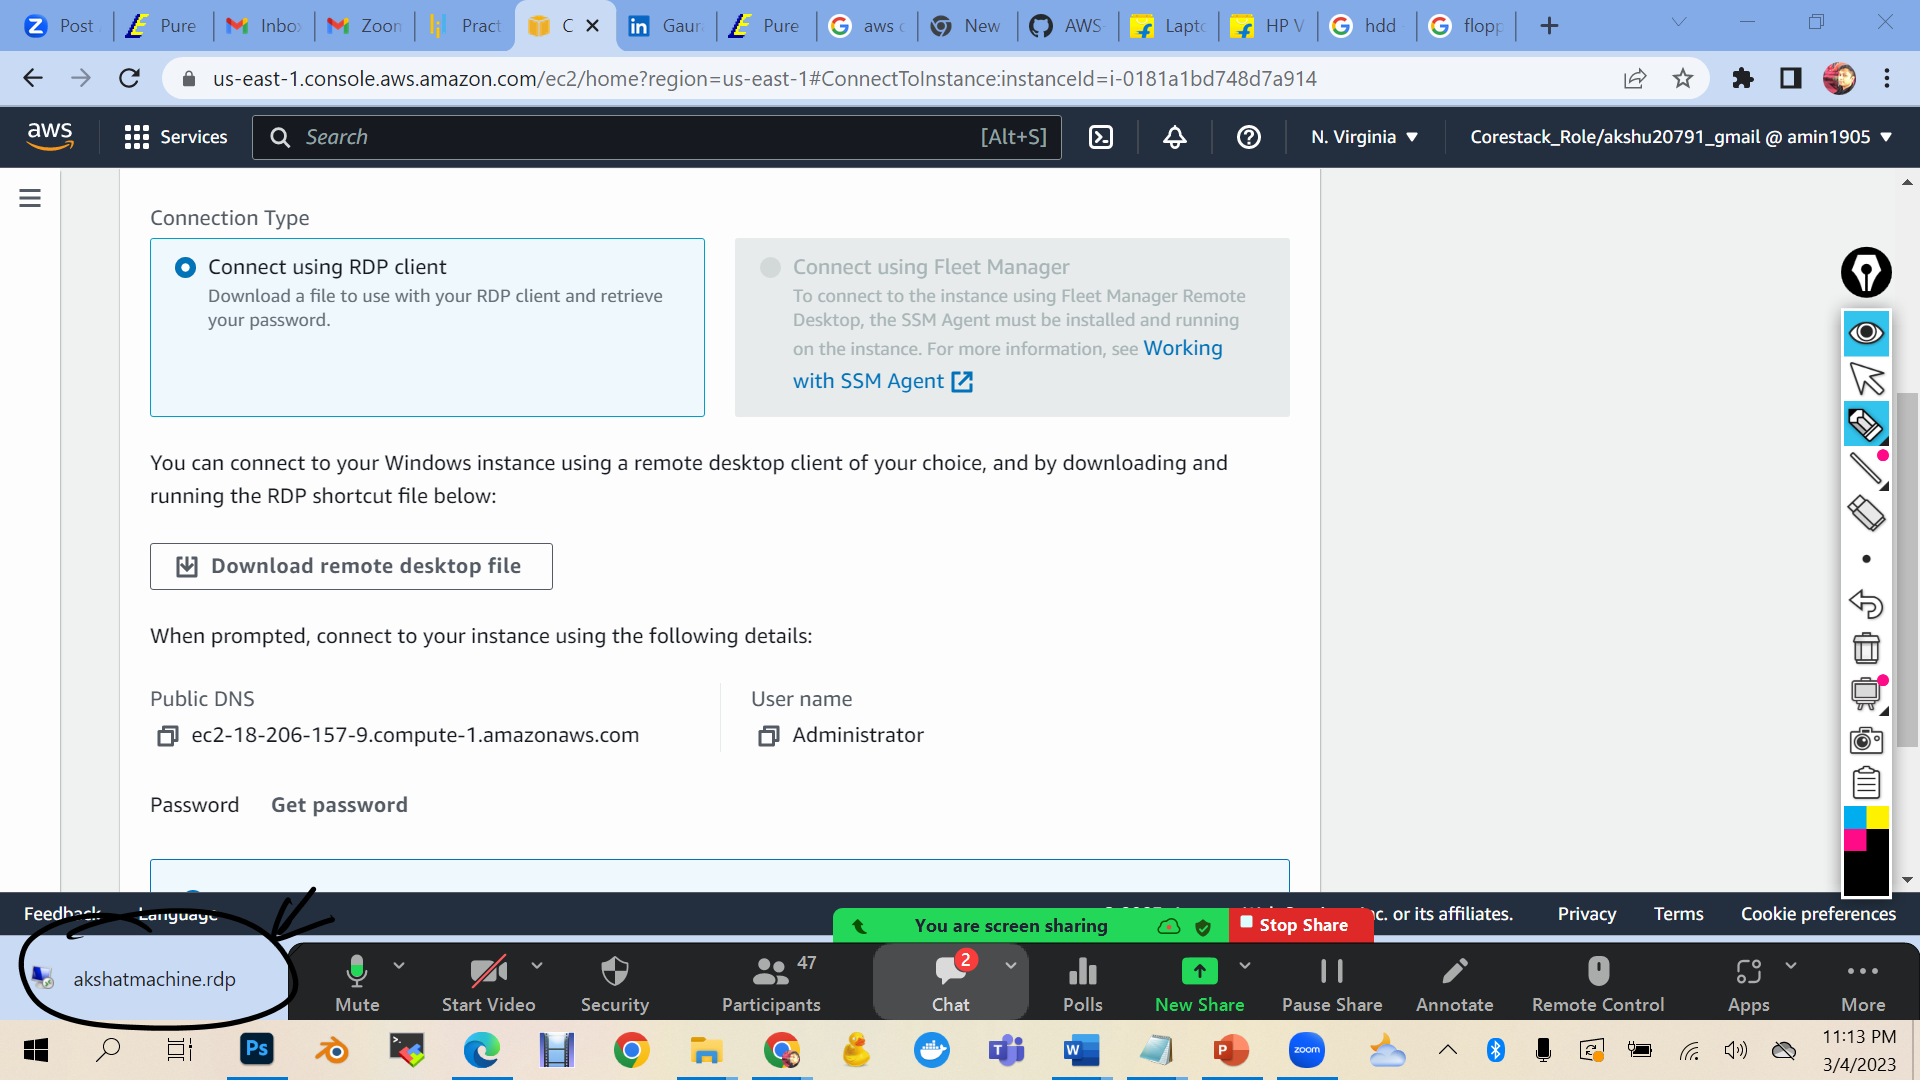 Post
Pure
Inbo
Zoon
Pract
C
Gaur
Pure
aws c
New
AWS
Lapto
HP V
hdd
flopp
us-east-1.console.aws.amazon.com/ec2/home?region=us-east-1#ConnectToInstance:instanceId=i-0181a1bd748d7a914
aws
Services
Search
[Alt+S]
N. Virginia
Corestack_Role/akshu20791_gmail @ amin1905
Connection Type
Connect using RDP client
Download a file to use with your RDP client and retrieve
your password.
Connect using Fleet Manager
To connect to the instance using Fleet Manager Remote
Desktop, the SSM Agent must be installed and running
on the instance. For more information, see Working
with SSM Agent
You can connect to your Windows instance using a remote desktop client of your choice, and by downloading and
running the RDP shortcut file below:
Download remote desktop file
When prompted, connect to your instance using the following details:
Public DNS
ec2-18-206-157-9.compute-1.amazonaws.com
User name
Administrator
Password
Get password
Feedback
Language
nc. or its affiliates.
Privacy
Terms
Cookie preferences
You are screen sharing
Stop Share
akshatmachine.rdp
Mute
Start Video
Security
47
Participants
2
Chat
Polls
New Share
Pause Share
Annotate
Remote Control
Apps
More
Ps
W
P
zoom
11:13 PM
3/4/2023